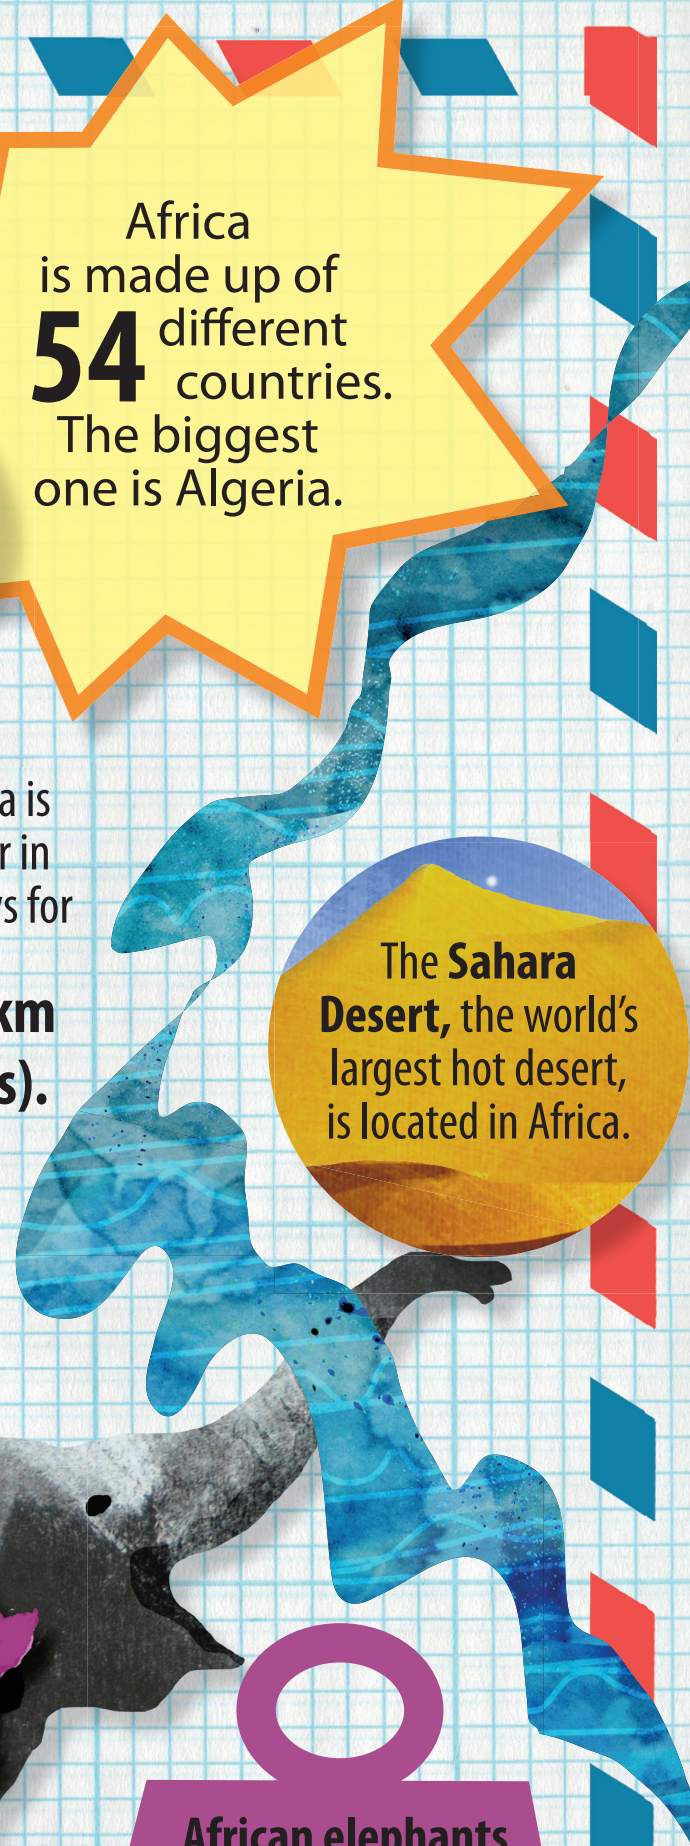 Africa
is made up of
54 different
countries.
The biggest
one is Algeria.
a is
r in
s for
km
s).
The Sahara
Desert, the world's
largest hot desert,
is located in Africa.
African elephants